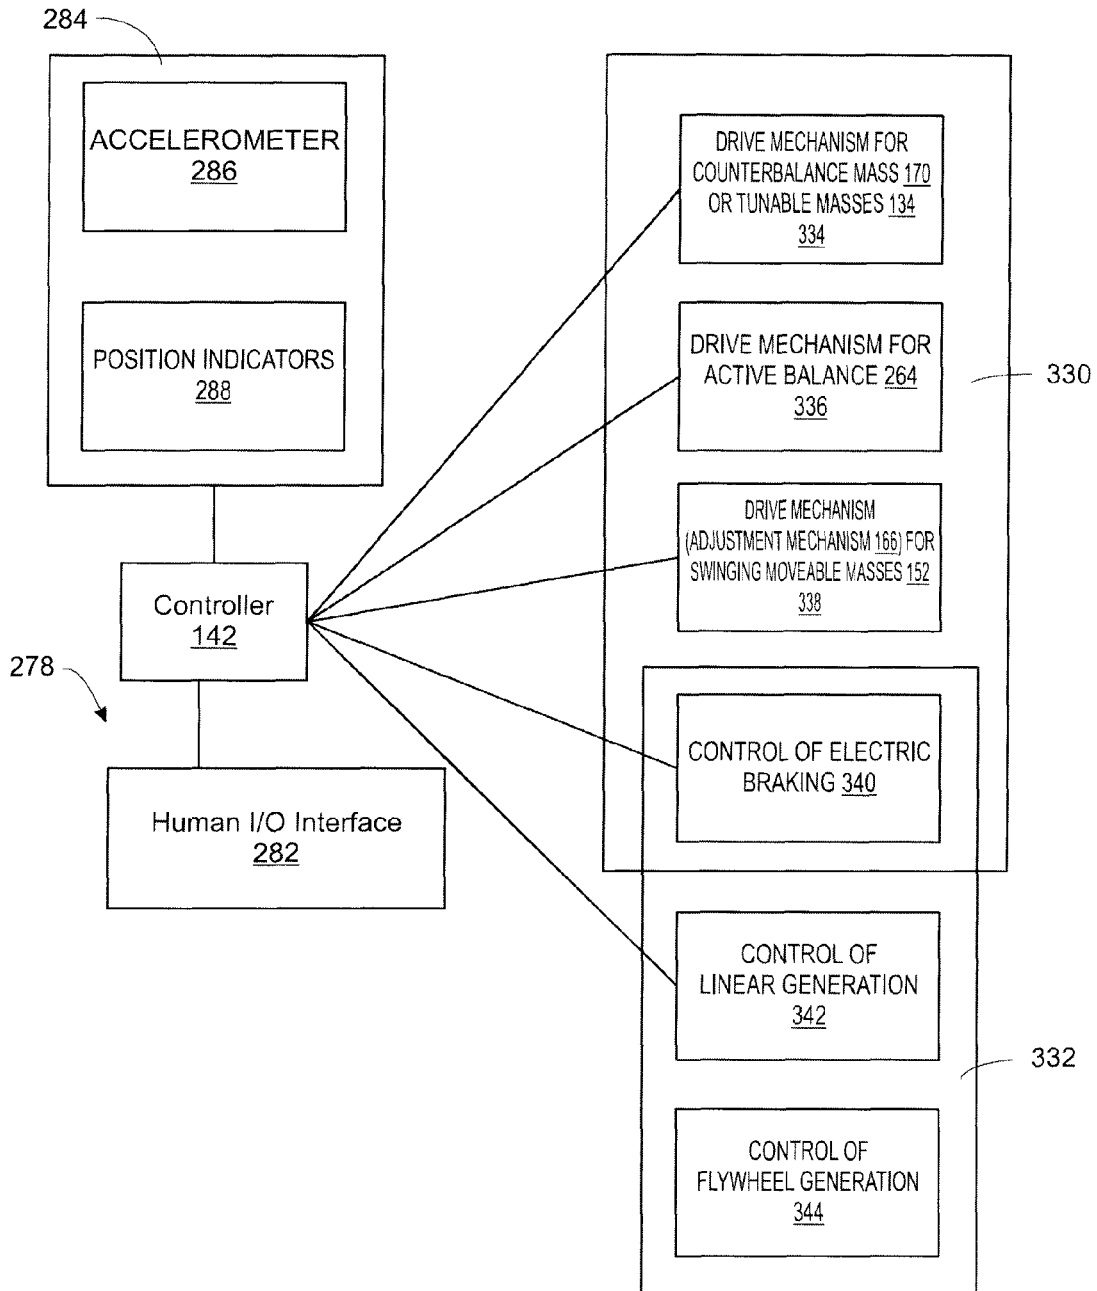 284
ACCELEROMETER
286
POSITION INDICATORS
288
Controller
142
278
Human I/O Interface
282
DRIVE MECHANISM FOR
COUNTERBALANCE MASS 170
OR TUNABLE MASSES 134
334
DRIVE MECHANISM FOR
ACTIVE BALANCE 264
336
330
DRIVE MECHANISM
(ADJUSTMENT MECHANISM 166) FOR
SWINGING MOVEABLE MASSES 152
338
CONTROL OF ELECTRIC
BRAKING 340
CONTROL OF
LINEAR GENERATION
342
332
CONTROL OF
FLYWHEEL GENERATION
344